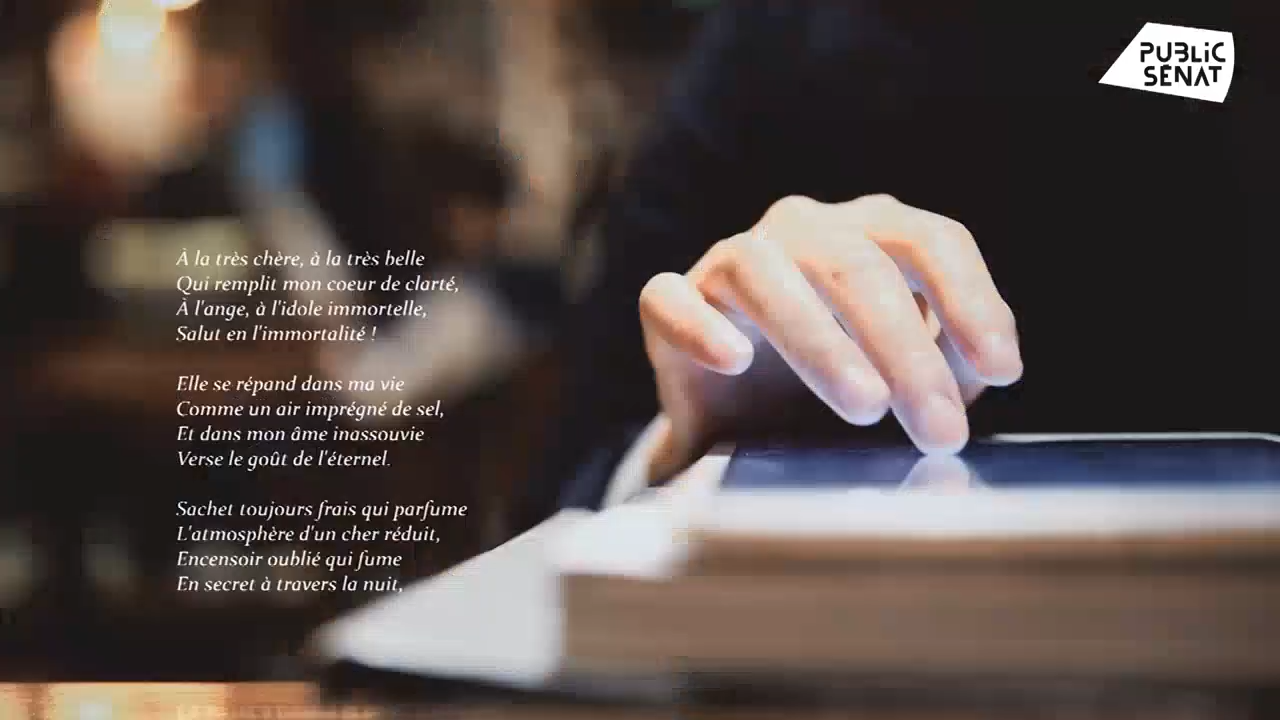 PUBLIC
SÉNAT
À la très chère, à la très belle
Qui remplit mon coeur de clarté,
À l'ange, à l'idole immortelle,
Salut en l'immortalité !
Elle se répand dans ma vie
Comme un air imprégné de sel,
Et dans mon âme inassouvie
Verse le goût de l'éternel.
Sachet toujours frais qui parfume
L'atmosphère d'un cher réduit,
Encensoir oublié qui fume
En secret à travers la nuit,